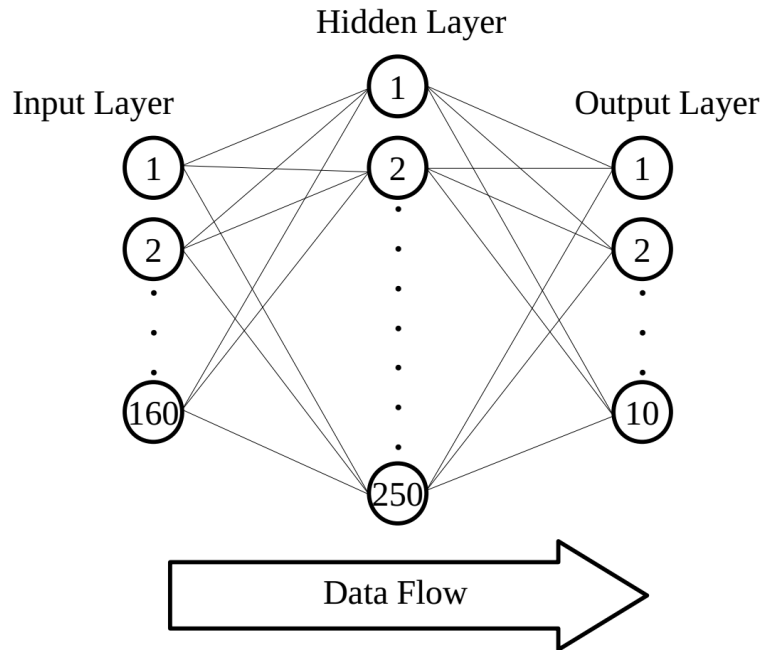 Hidden Layer
Input Layer
Output Layer
1
1
2
1
2
2
160
10
250
Data Flow